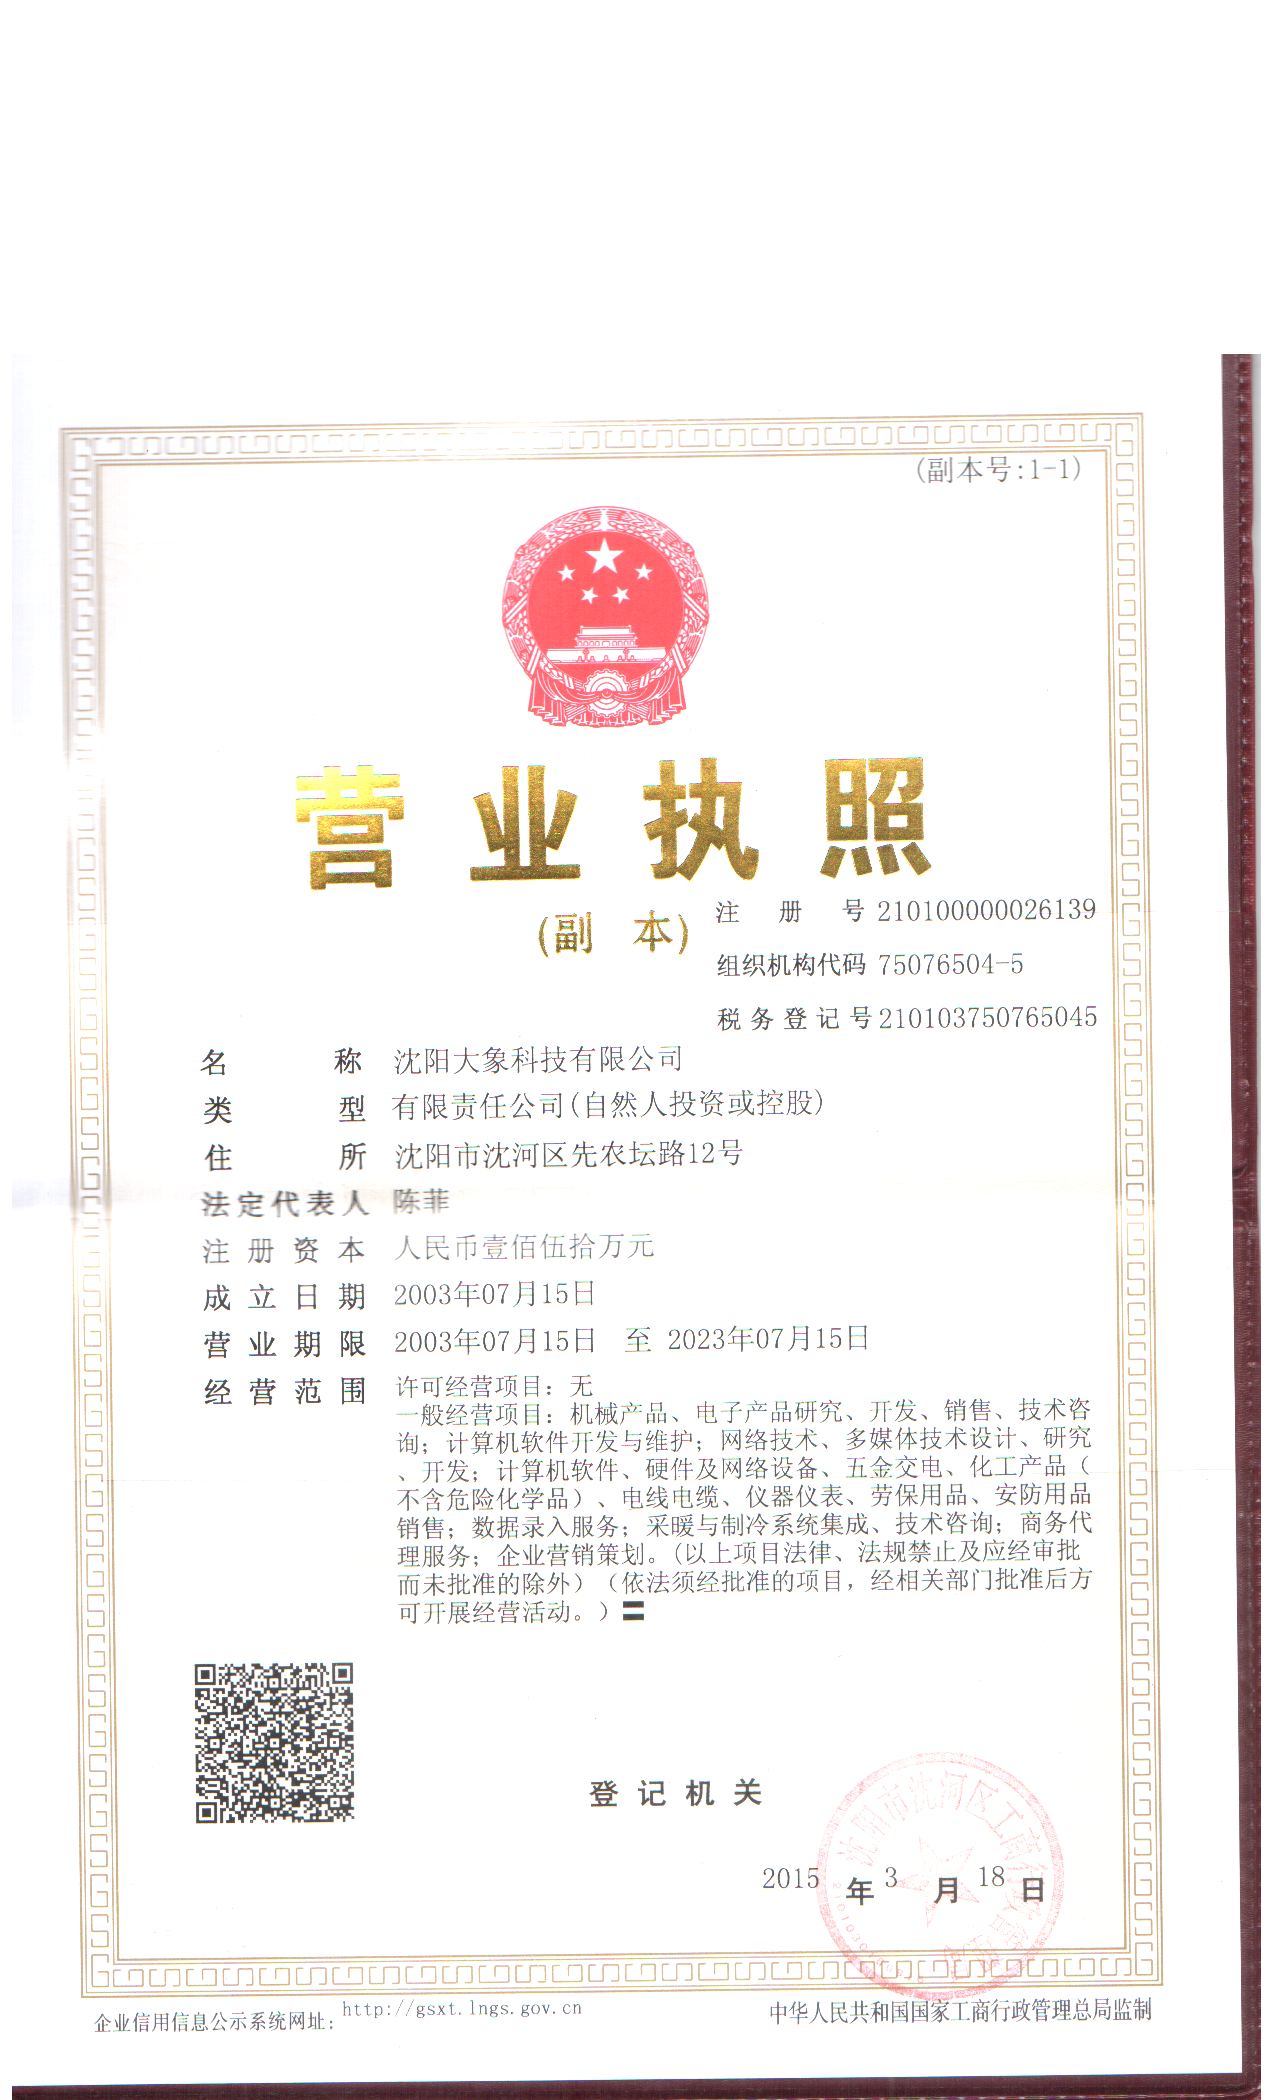 (副本号:1-1)
营业执照
(副 本)
注册号 210100000026139
组织机构代码 75076504-5
税务登记号 210103750765045
名称 沈阳大象科技有限公司
类型 有限责任公司(自然人投资或控股)
住所 沈阳市沈河区先农坛路12号
法定代表人 陈菲
注册资本 人民币壹佰伍拾万元
成立日期 2003年07月15日
营业期限 2003年07月15日 至 2023年07月15日
经营范围 许可经营项目：无
一般经营项目：机械产品、电子产品研究、开发、销售、技术咨
询；计算机软件开发与维护；网络技术、多媒体技术设计、研究
、开发；计算机软件、硬件及网络设备、五金交电、化工产品（
不含危险化学品）、电线电缆、仪器仪表、劳保用品、安防用品
销售；数据录入服务；采暖与制冷系统集成、技术咨询；商务代
理服务；企业营销策划。(以上项目法律、法规禁止及应经审批
而未批准的除外）（依法须经批准的项目，经相关部门批准后方
可开展经营活动。）
登记机关
沈阳市沈河区工商行政管理局
2015 年 3 月 18 日
企业信用信息公示系统网址: http://gsxt.lngs.gov.cn
中华人民共和国国家工商行政管理总局监制